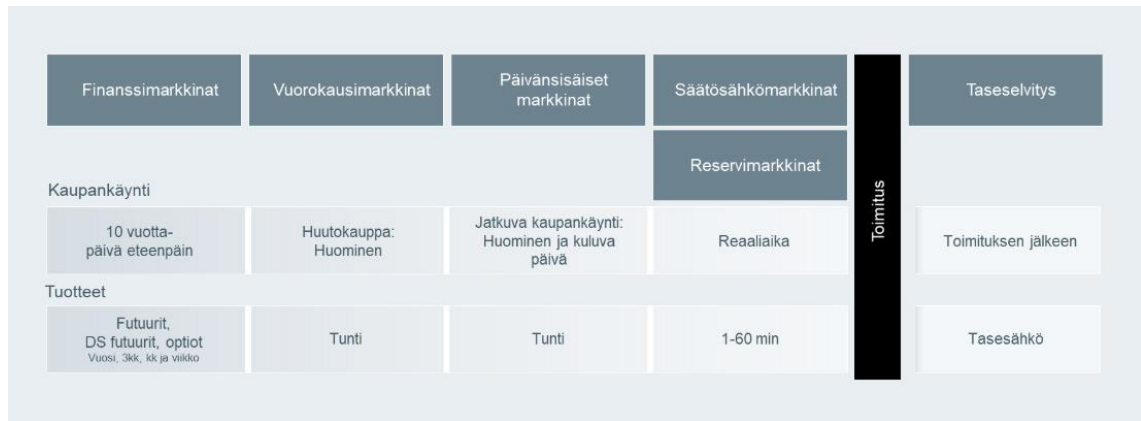 Finanssimarkkinat
Vuorokausimarkkinat
Päivänsisäiset
markkinat
Säätösähkömarkkinat
Taseselvitys
Reservimarkkinat
Toimitus
Kaupankäynti
10 vuotta-
päivä eteenpäin
Huutokauppa:
Huominen
Jatkuva kaupankäynti:
Huominen ja kuluva
päivä
Reaaliaika
Toimituksen jälkeen
Tuotteet
Futuurit,
DS futuurit, optiot
Vuosi, 3kk, kk ja viikko
Tunti
Tunti
1-60 min
Tasesähkö